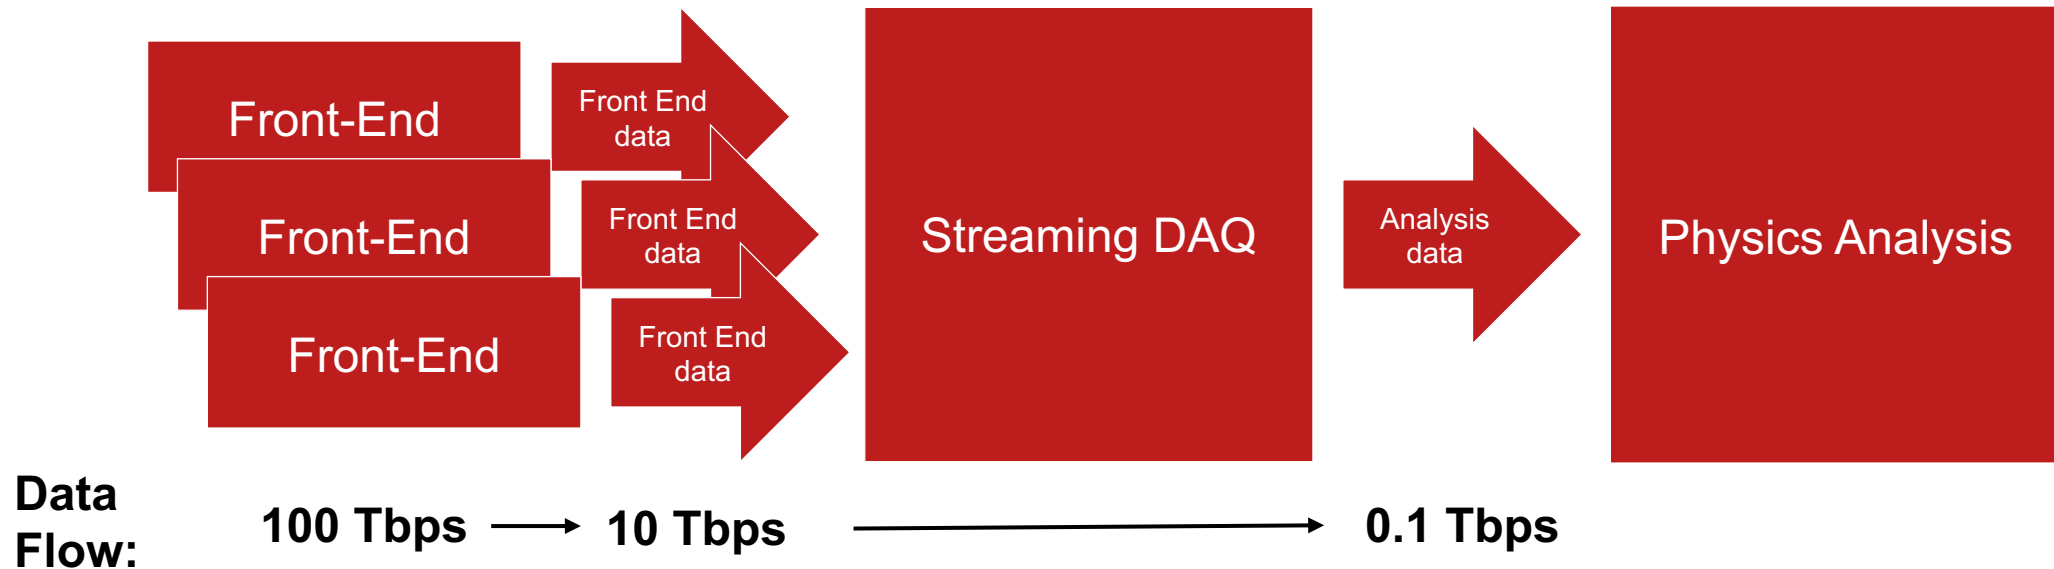 Front-End
Front End
data
Front-End
Front End
data
Front-End
Front End
data
Streaming DAQ
Analysis
data
Physics Analysis
Data
Flow:
100 Tbps
10 Tbps
0.1 Tbps